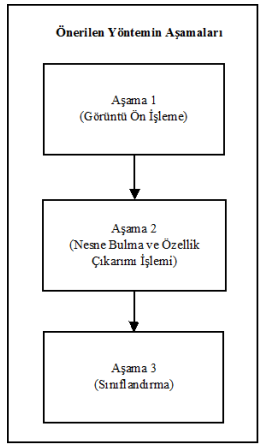 Önerilen Yöntemin Aşamaları
Aşama 1
(Görüntü Ön İşleme)
Aşama 2
(Nesne Bulma ve Özellik
Çıkarımı İşlemi)
Aşama 3
(Sınıflandırma)